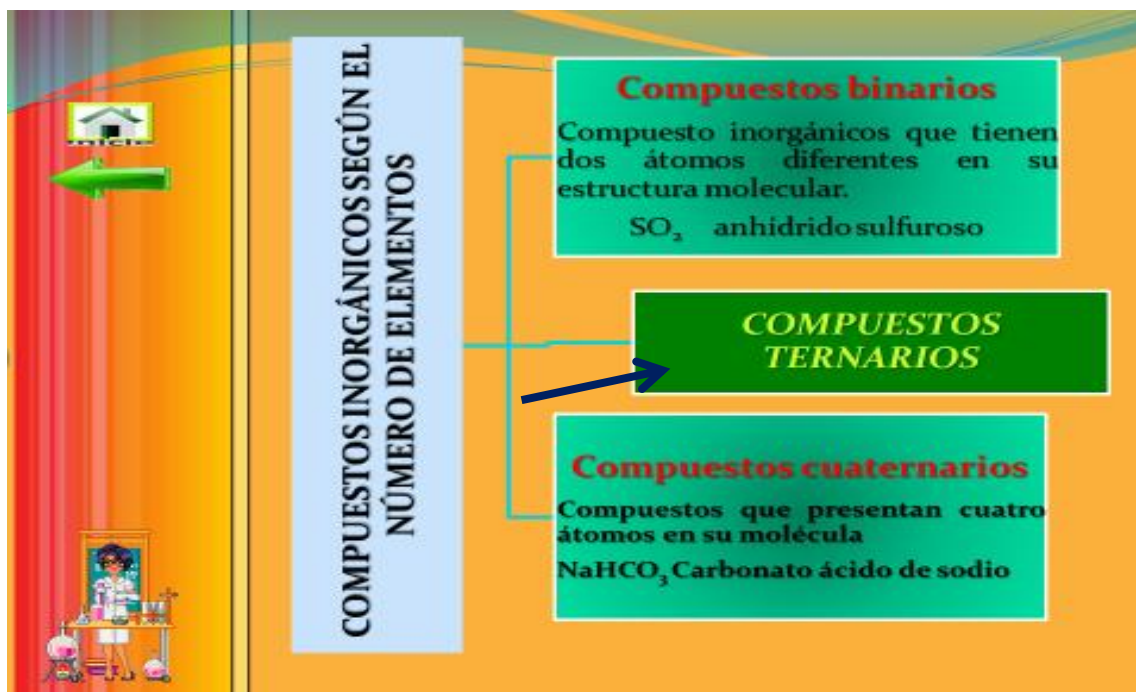 INICIO
COMPUESTOS INORGÁNICOS SEGÚN EL
NÚMERO DE ELEMENTOS
Compuestos binarios
Compuesto inorgánicos que tienen
dos átomos diferentes en su
estructura molecular.
SO₂ anhídrido sulfuroso
COMPUESTOS
TERNARIOS
Compuestos cuaternarios
Compuestos que presentan cuatro
átomos en su molécula
NaHCO₃ Carbonato ácido de sodio